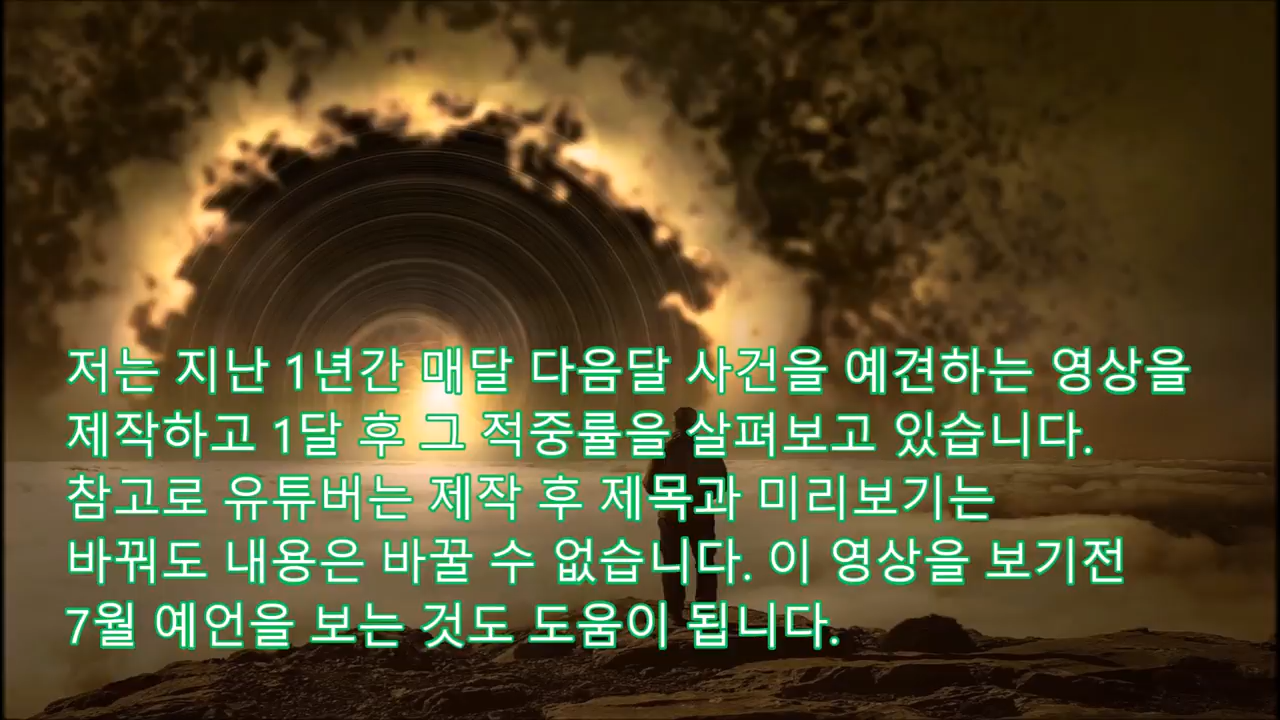 저는 지난 1년간 매달 다음달 사건을 예견하는 영상을
제작하고 1달 후 그 적중률을 살펴보고 있습니다.
참고로 유튜버는 제작 후 제목과 미리보기는
바꿔도 내용은 바꿀 수 없습니다. 이 영상을 보기전
7월 예언을 보는 것도 도움이 됩니다.